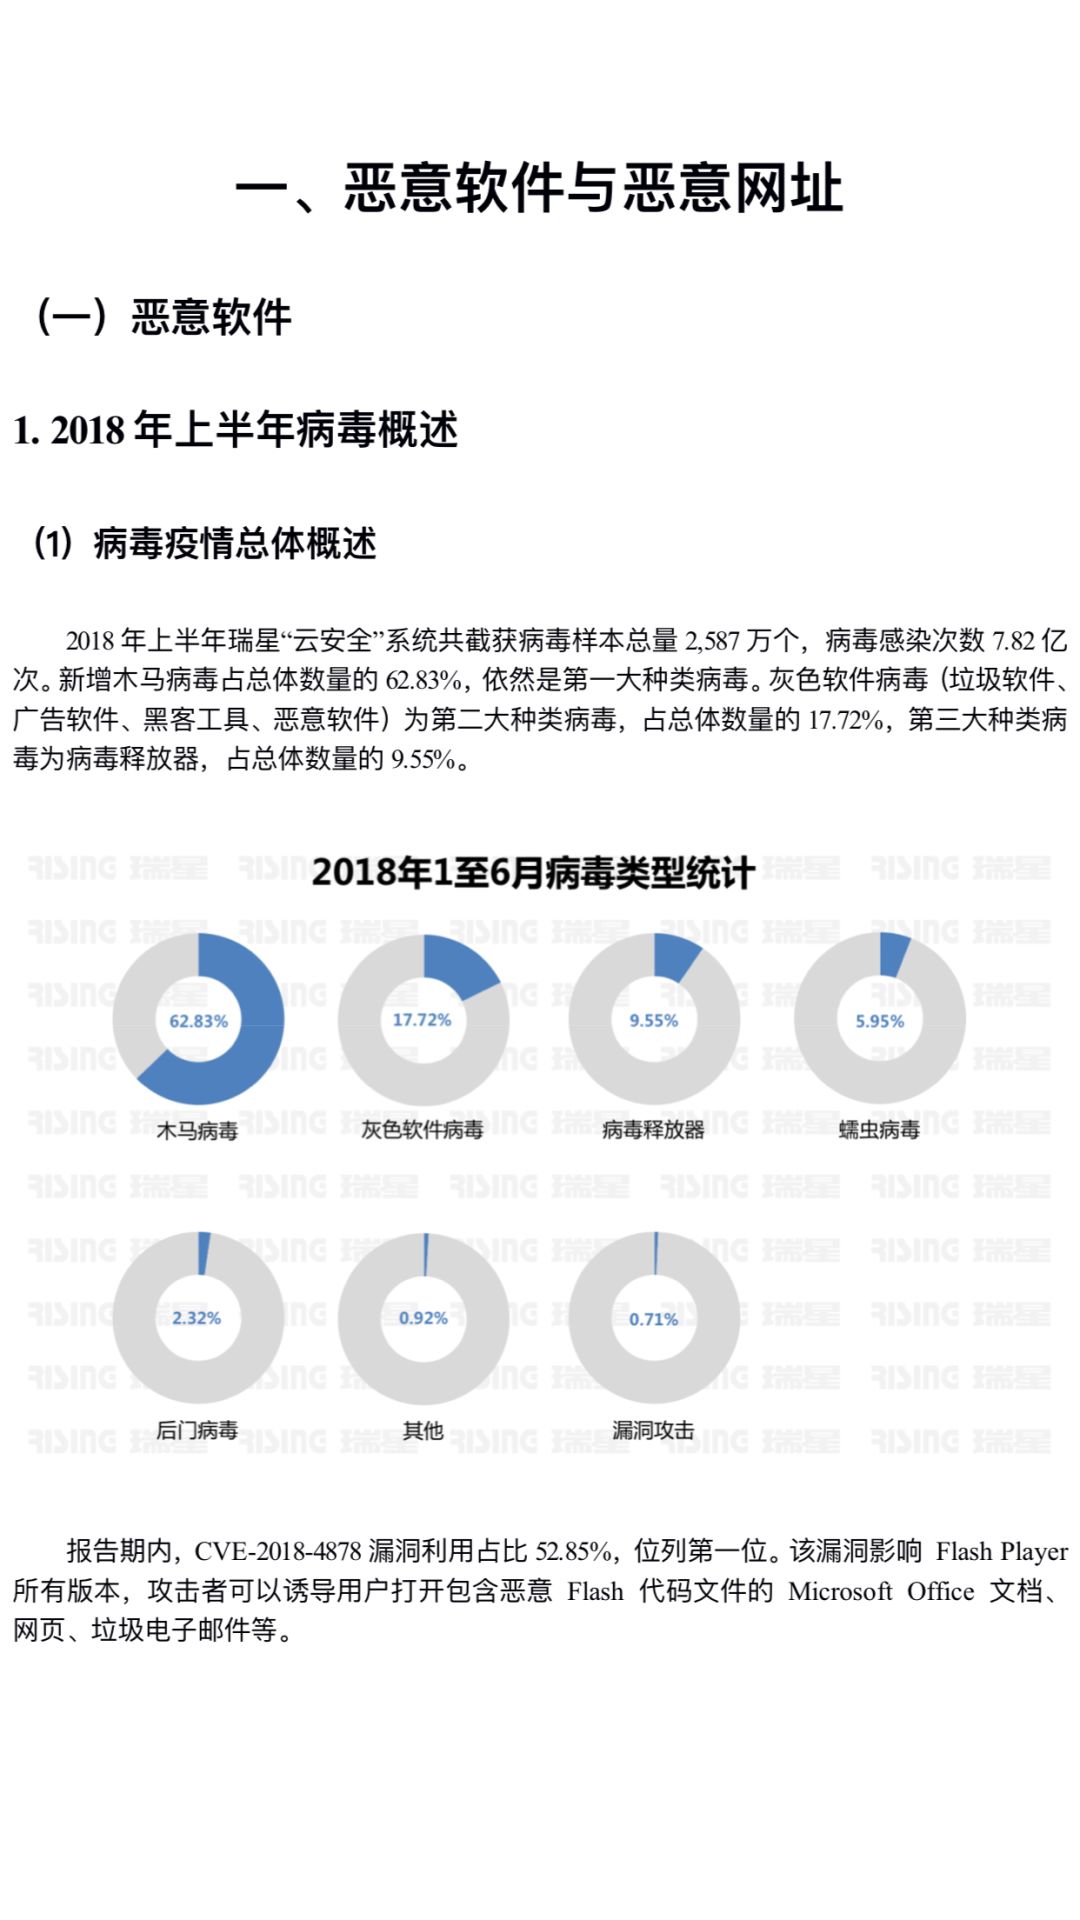 一、恶意软件与恶意网址
（一）恶意软件
1. 2018 年上半年病毒概述
（1）病毒疫情总体概述
2018 年上半年瑞星“云安全”系统共截获病毒样本总量 2,587 万个，病毒感染次数 7.82 亿
次。新增木马病毒占总体数量的 62.83%，依然是第一大种类病毒。灰色软件病毒（垃圾软件、
广告软件、黑客工具、恶意软件）为第二大种类病毒，占总体数量的 17.72%，第三大种类病
毒为病毒释放器，占总体数量的 9.55%。
2018年1至6月病毒类型统计
62.83% 17.72% 9.55% 5.95%
木马病毒 灰色软件病毒 病毒释放器 蠕虫病毒
2.32% 0.92% 0.71%
后门病毒 其他 漏洞攻击
RISING 瑞星
报告期内，CVE-2018-4878 漏洞利用占比 52.85%，位列第一位。该漏洞影响 Flash Player
所有版本，攻击者可以诱导用户打开包含恶意 Flash 代码文件的 Microsoft Office 文档、
网页、垃圾电子邮件等。